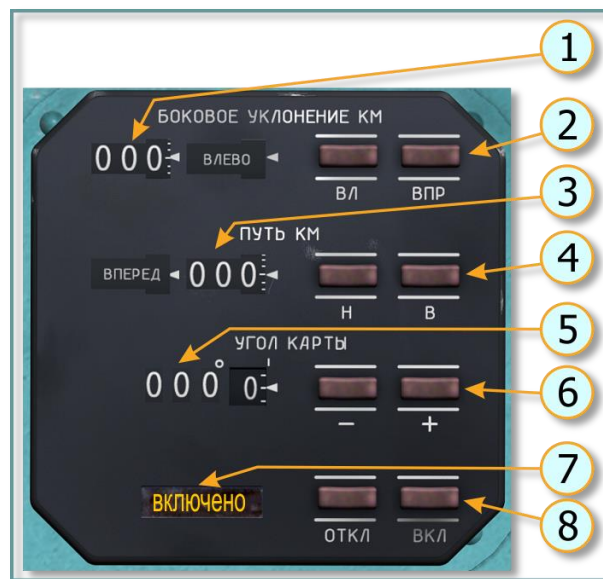 1
БОКОВОЕ УКЛОНЕНИЕ КМ
2
000 ВЛЕВО
ВЛ ВПР
3
ПУТЬ КМ
4
ВПЕРЕД 000
Н В
5
УГОЛ КАРТЫ
000° 0'
6
− +
7
ВКЛЮЧЕНО
8
ОТКЛ ВКЛ